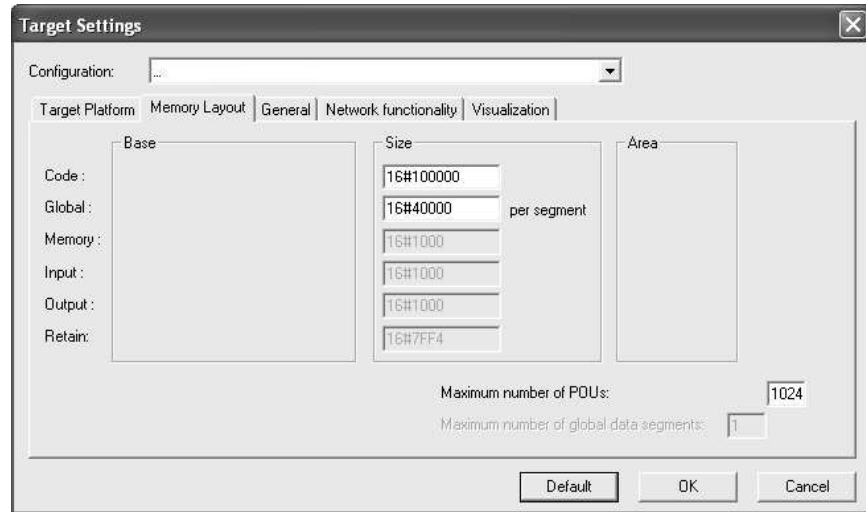 Target Settings
Configuration: ...
Target Platform Memory Layout General Network functionality Visualization
Base Size Area
Code : 16#100000
Global : 16#40000 per segment
Memory : 16#1000
Input : 16#1000
Output : 16#1000
Retain: 16#7FF4
Maximum number of POUs: 1024
Maximum number of global data segments: 1
Default OK Cancel